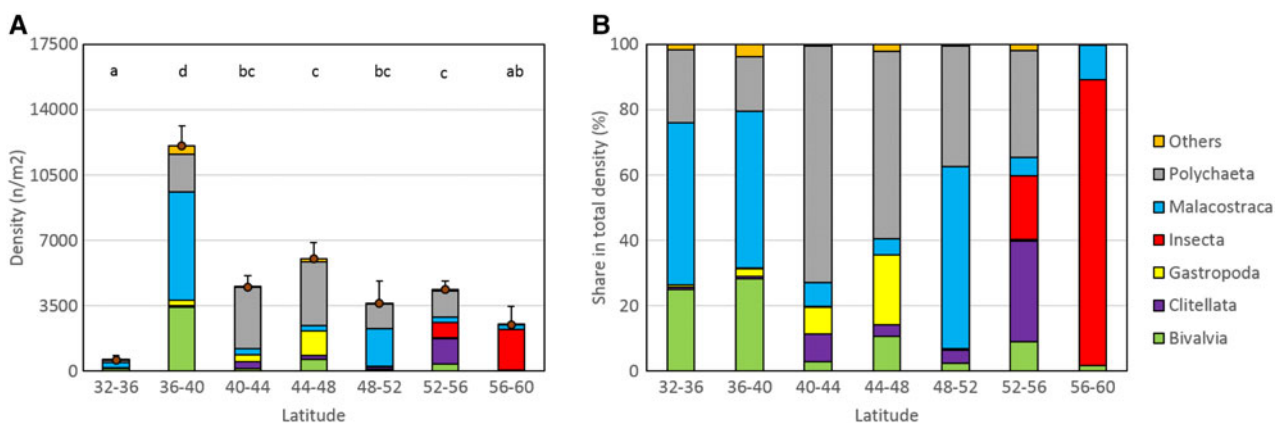 A
Density (n/m2)
17500
14000
10500
7000
3500
0
a d bc c bc c ab
32-36 36-40 40-44 44-48 48-52 52-56 56-60
Latitude
B
Share in total density (%)
100
80
60
40
20
0
32-36 36-40 40-44 44-48 48-52 52-56 56-60
Latitude
Others
Polychaeta
Malacostraca
Insecta
Gastropoda
Clitellata
Bivalvia